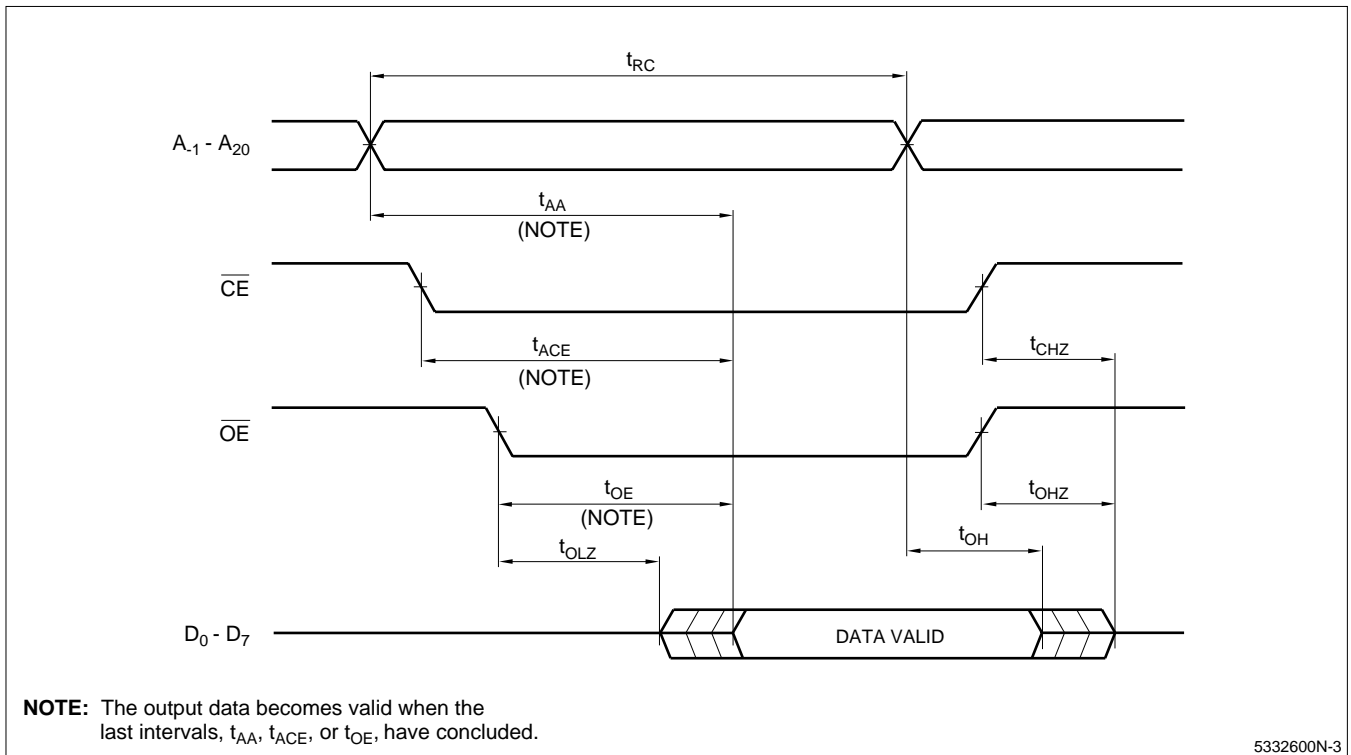 tRC
A-1 - A20
tAA
(NOTE)
CE
tACE
(NOTE)
tCHZ
OE
tOE
(NOTE)
tOHZ
tOLZ
tOH
D0 - D7
DATA VALID
NOTE: The output data becomes valid when the
last intervals, tAA, tACE, or tOE, have concluded.
5332600N-3